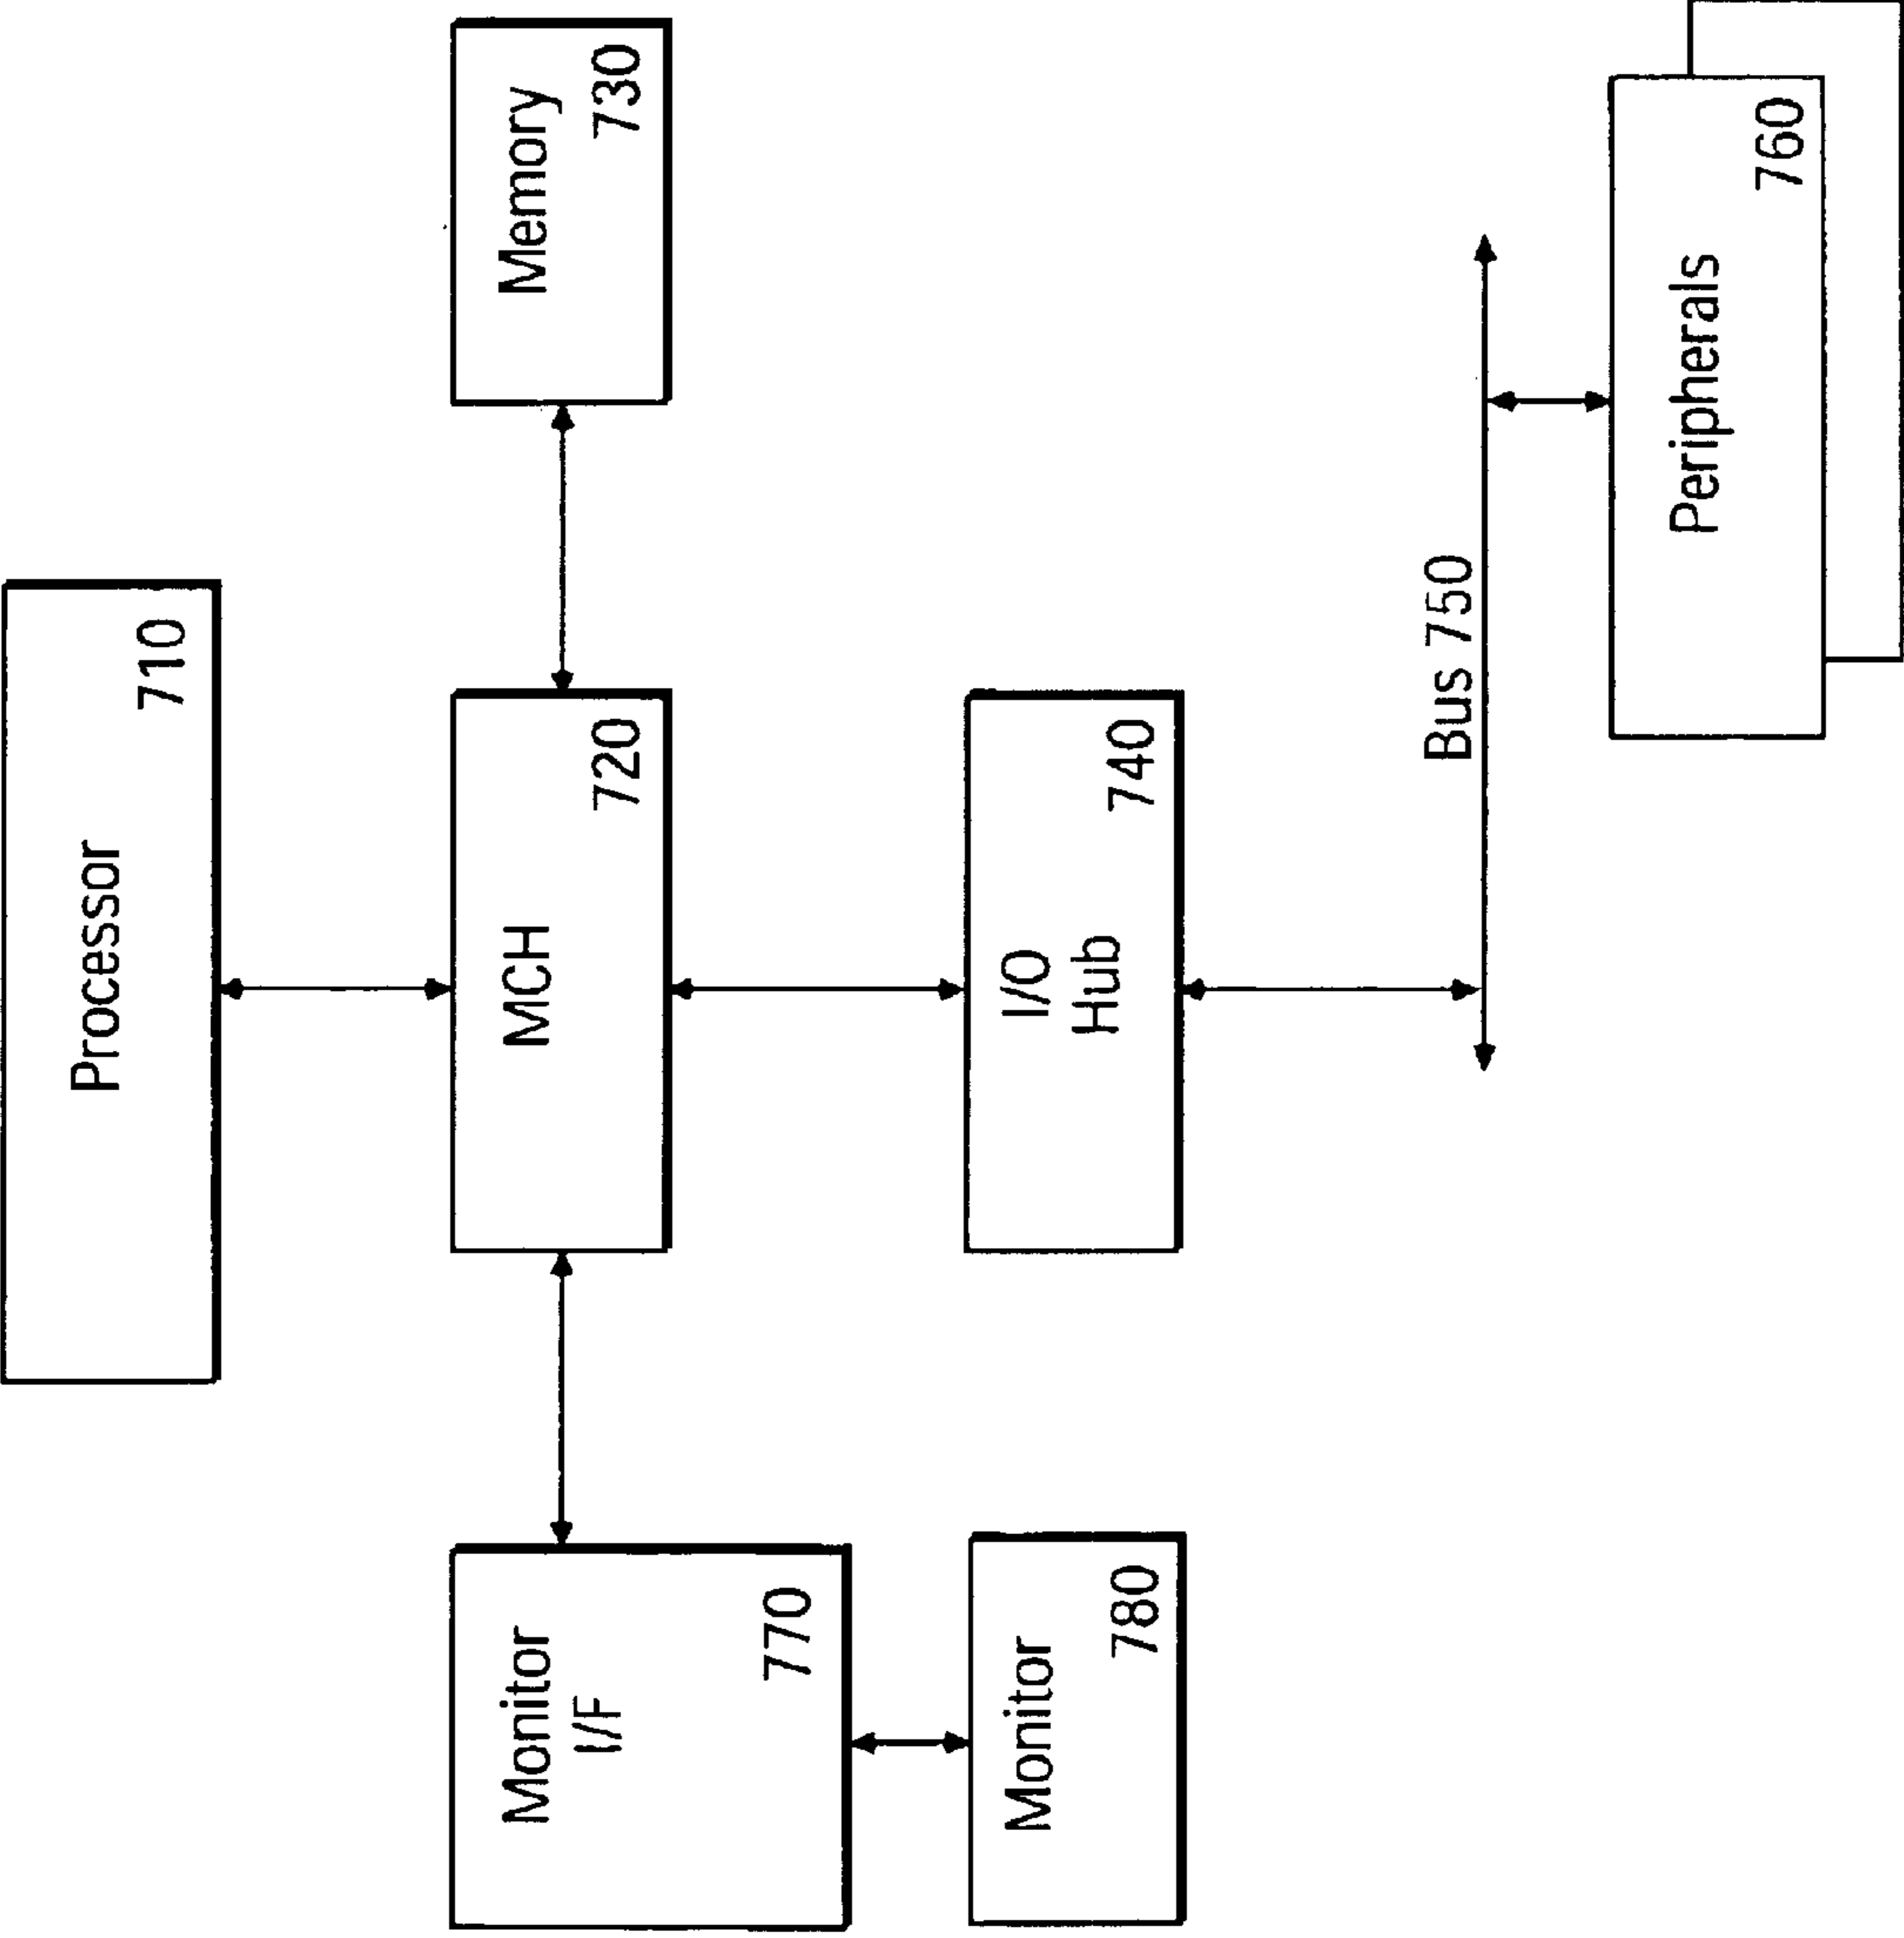 Processor
710
Monitor
I/F
770
MCH
720
Memory
730
Monitor
780
I/O
Hub
740
Bus 750
Peripherals
760